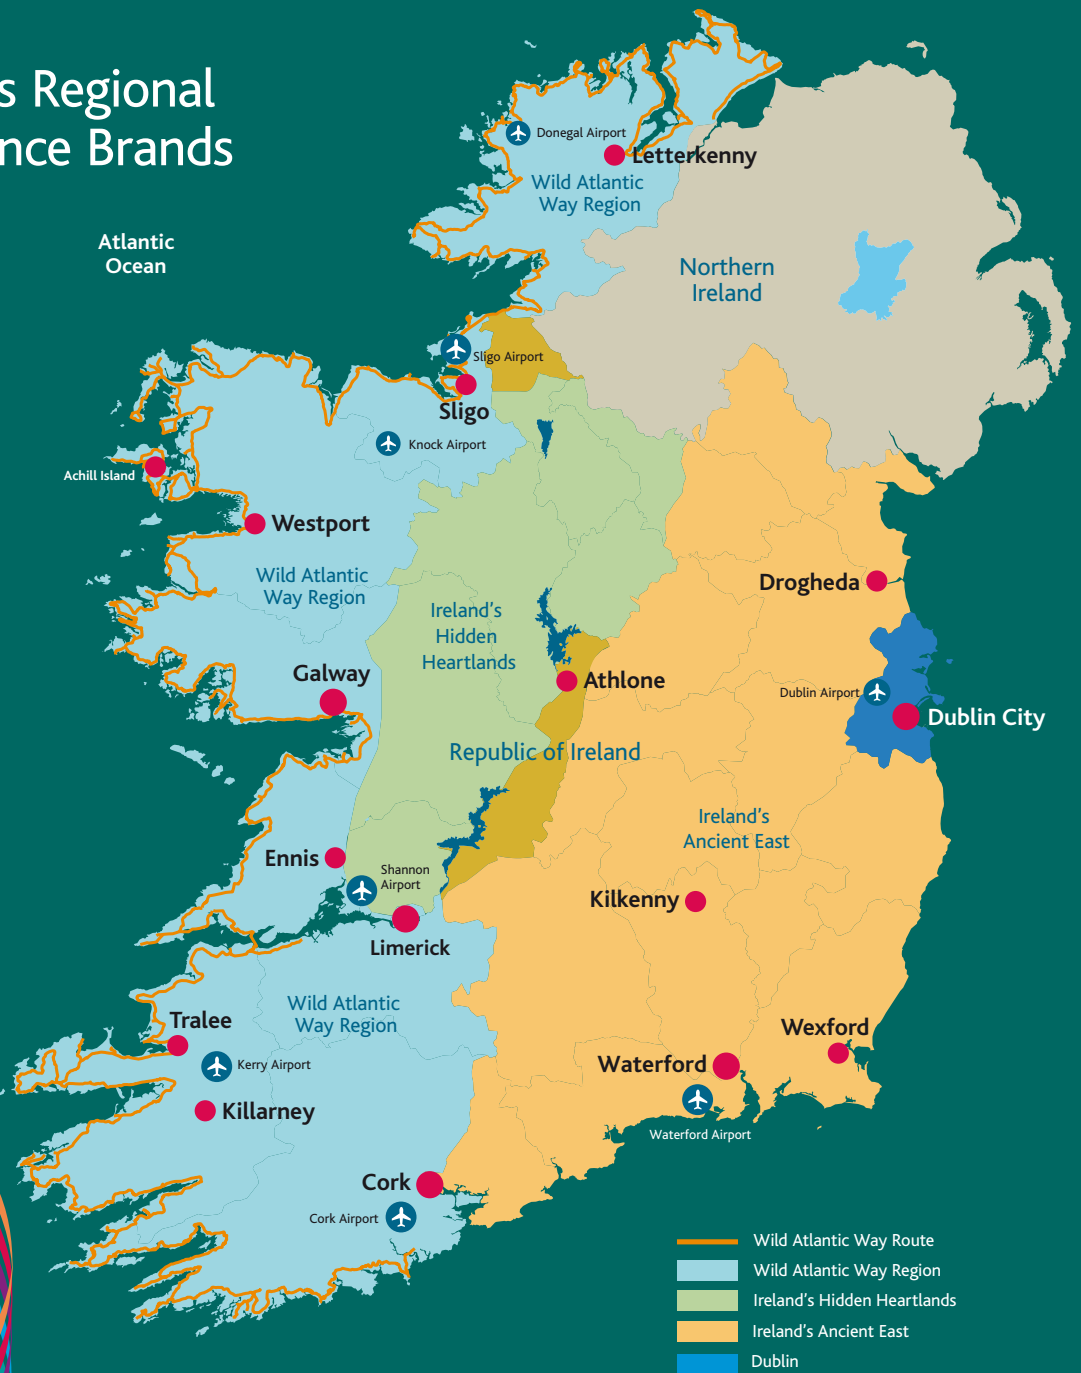 s Regional
nce Brands
Atlantic
Ocean
Donegal Airport
Letterkenny
Wild Atlantic
Way Region
Northern
Ireland
Sligo Airport
Sligo
Knock Airport
Achill Island
Westport
Wild Atlantic
Way Region
Ireland's
Hidden
Heartlands
Drogheda
Galway
Athlone
Dublin Airport
Dublin City
Republic of Ireland
Ireland's
Ancient East
Ennis
Shannon
Airport
Kilkenny
Limerick
Wild Atlantic
Way Region
Tralee
Wexford
Kerry Airport
Waterford
Killarney
Waterford Airport
Cork
Cork Airport
Wild Atlantic Way Route
Wild Atlantic Way Region
Ireland's Hidden Heartlands
Ireland's Ancient East
Dublin